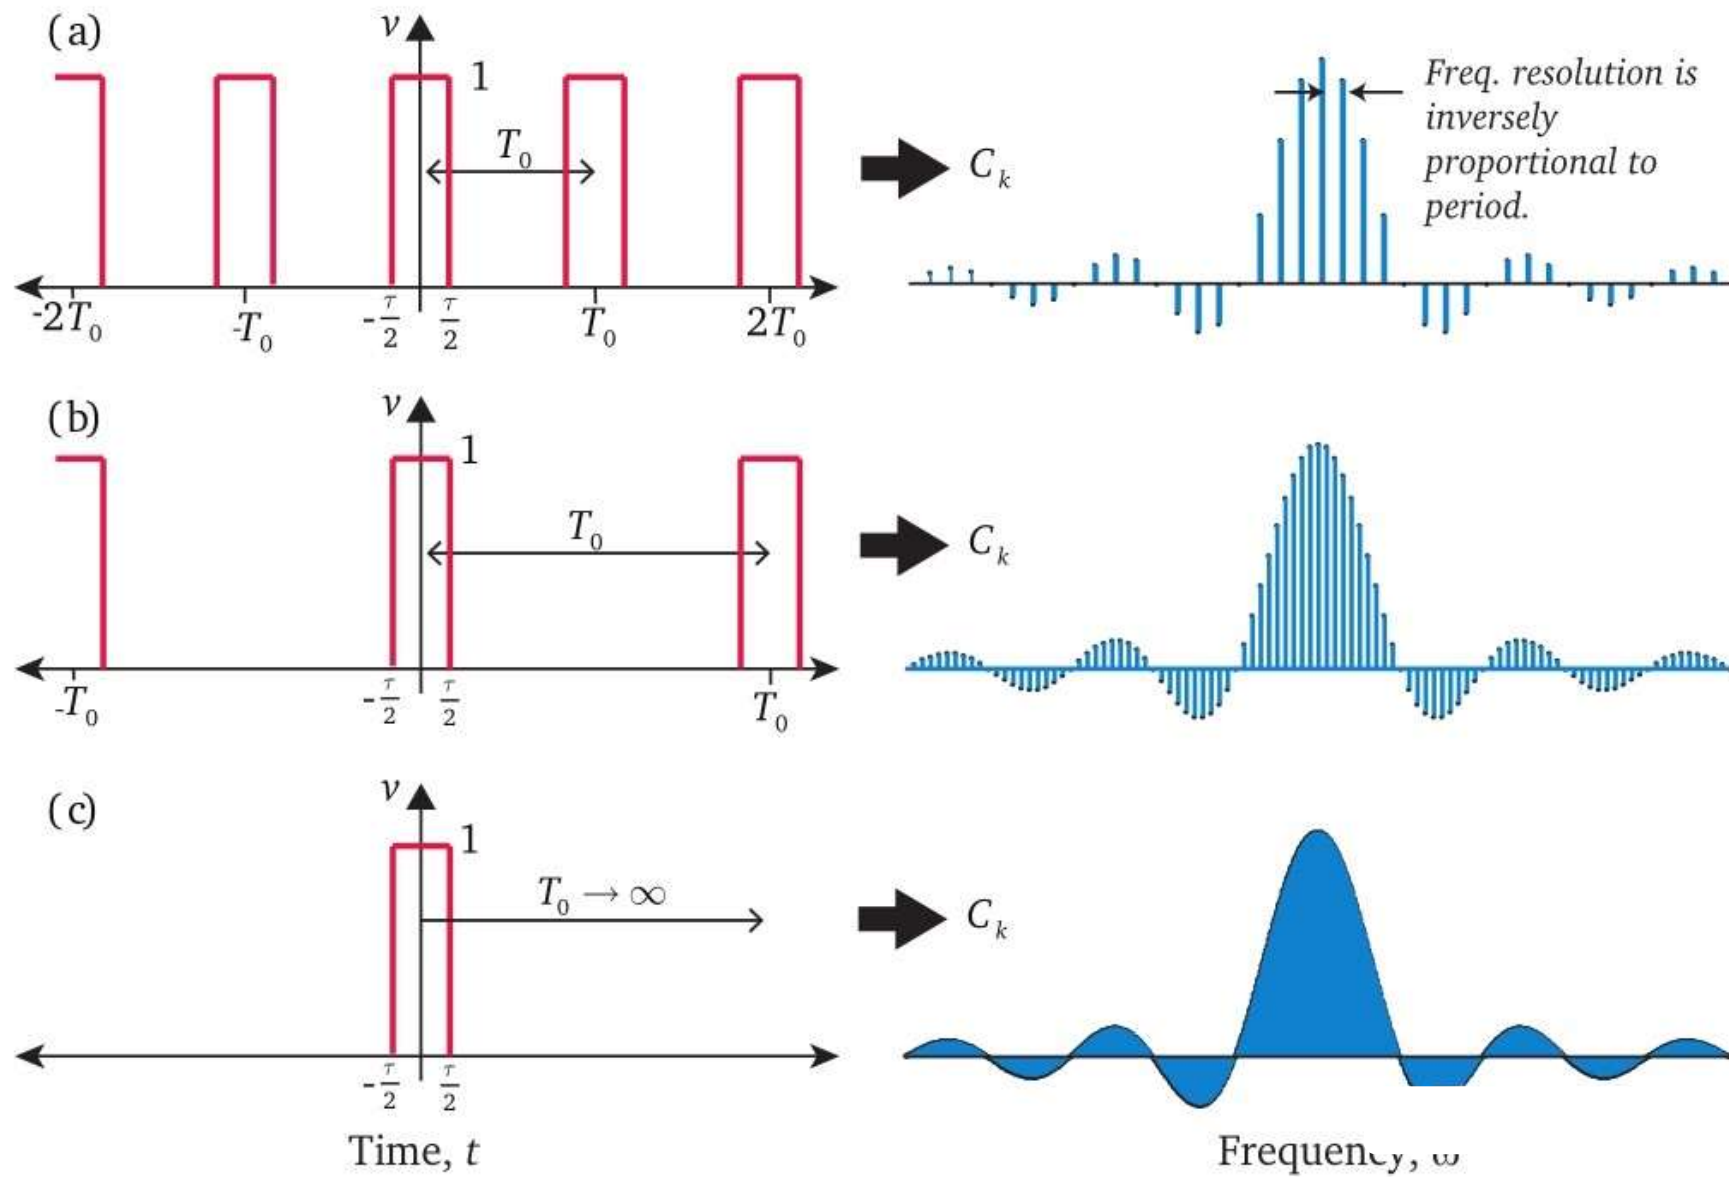 (a)
v
1
T₀
-2T₀
-T₀
-τ/2
τ/2
T₀
2T₀
Cₖ
Freq. resolution is
inversely
proportional to
period.
(b)
v
1
T₀
-T₀
-τ/2
τ/2
T₀
Cₖ
(c)
v
1
T₀ → ∞
-τ/2
τ/2
Cₖ
Time, t
Frequency, ω